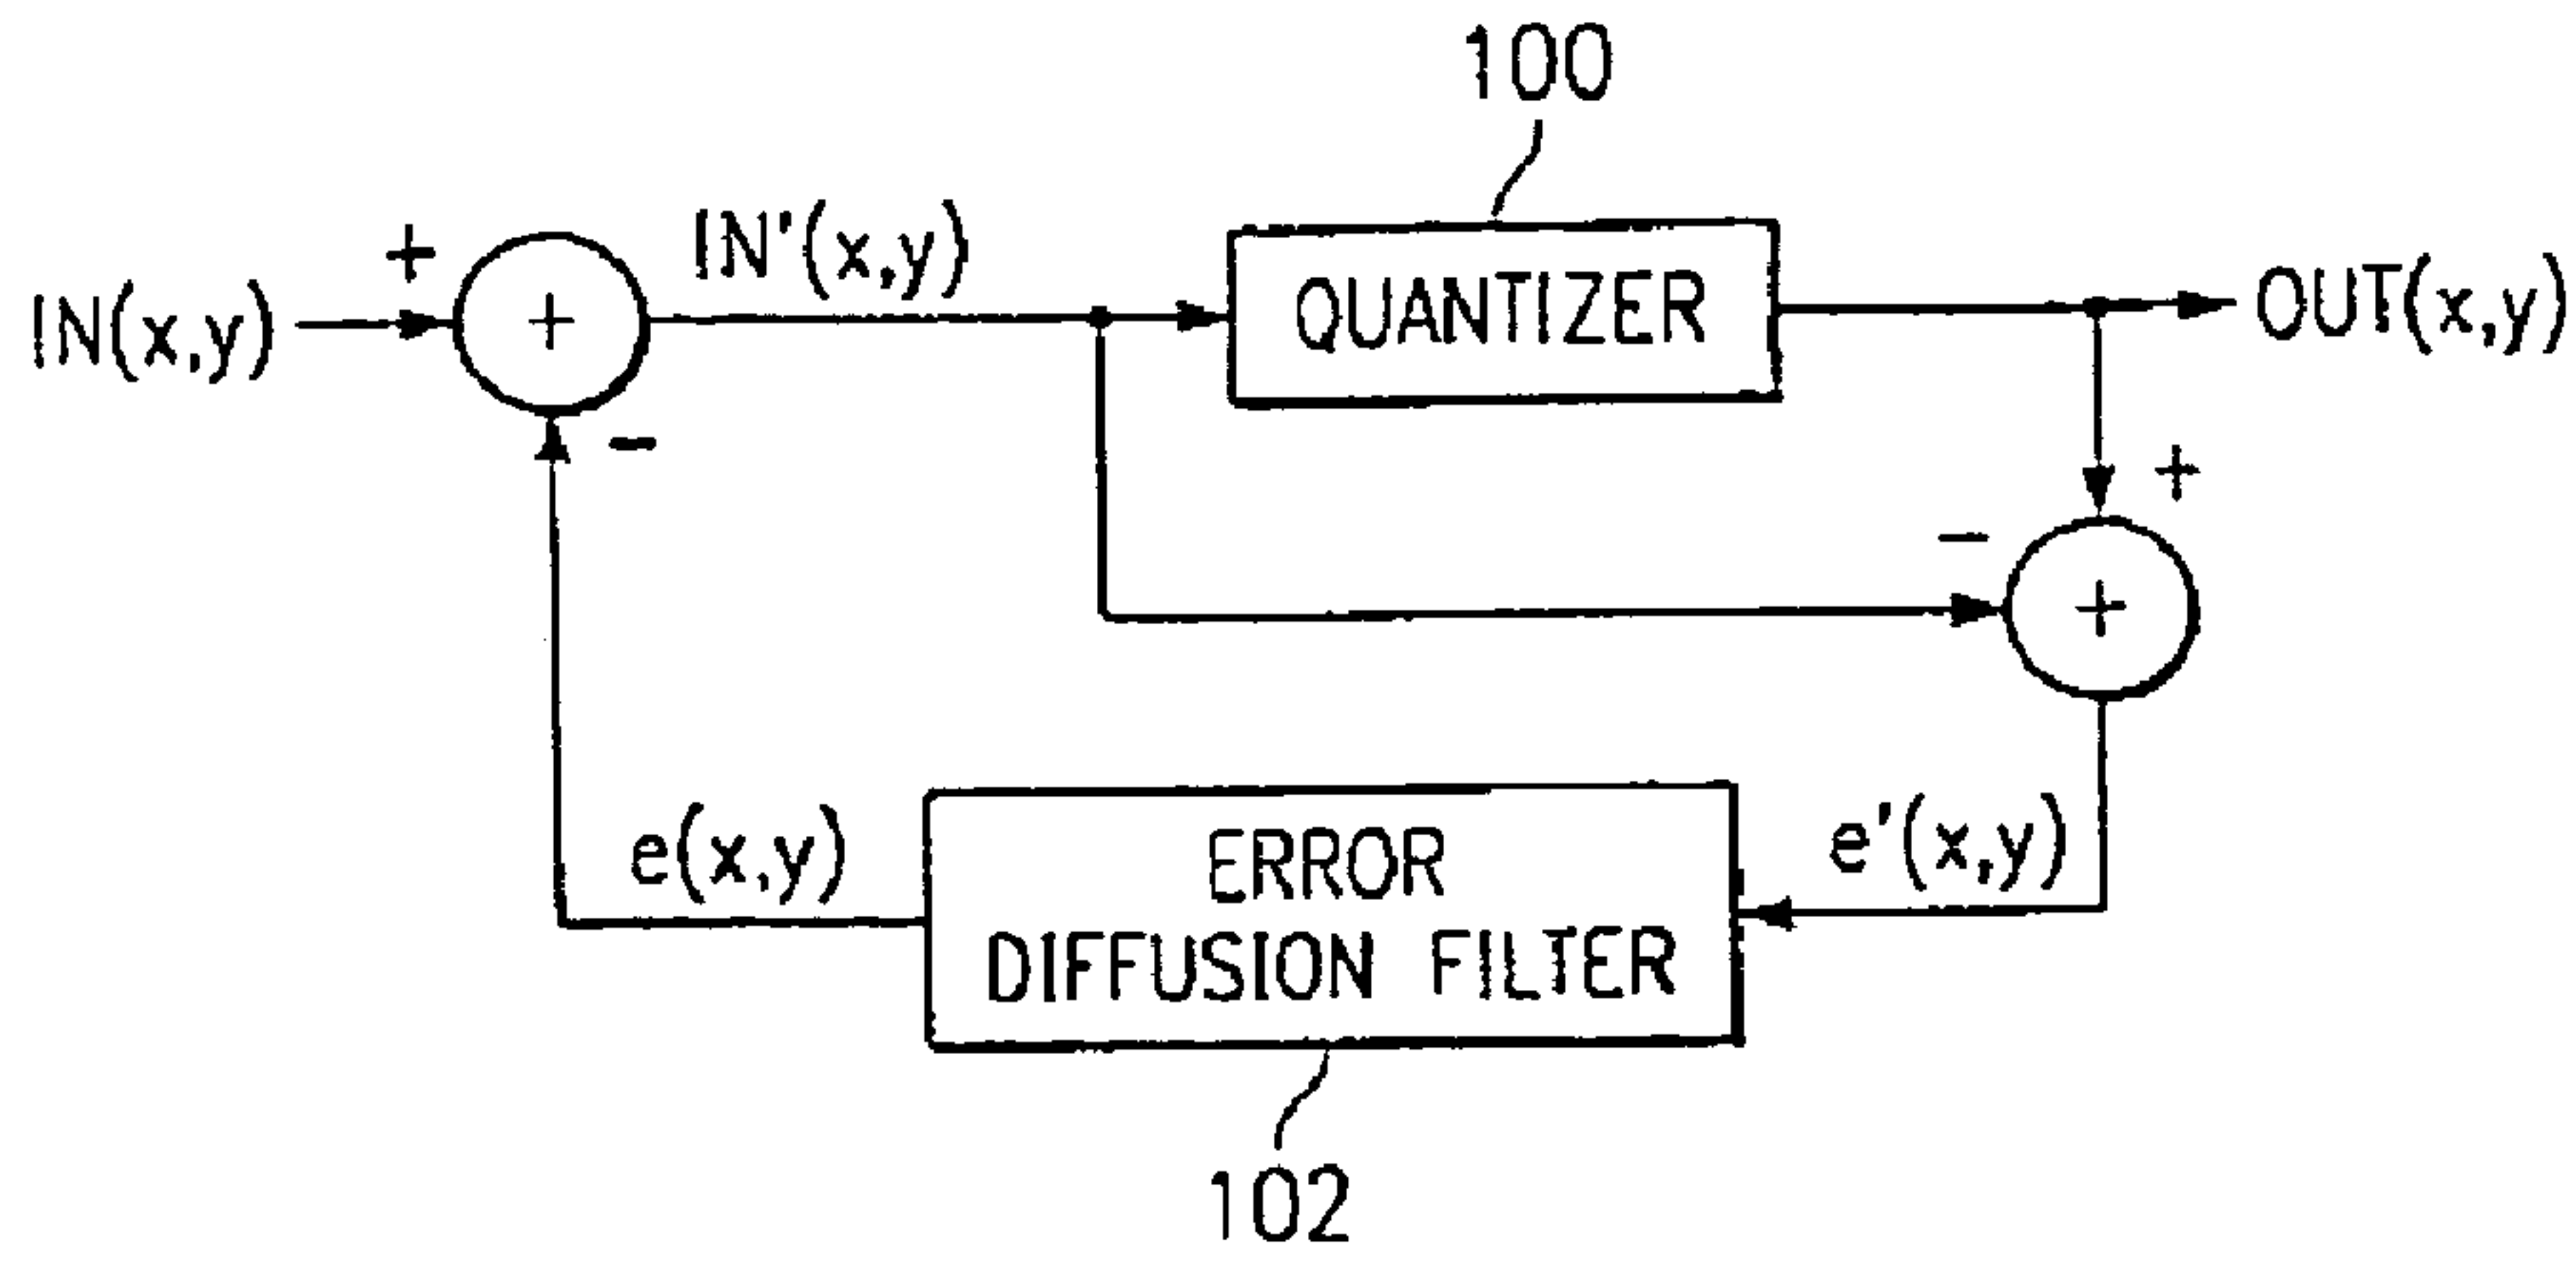 100
+
IN'(x,y)
IN(x,y)
+
QUANTIZER
OUT(x,y)
-
+
-
+
e(x,y)
ERROR
DIFFUSION FILTER
e'(x,y)
102